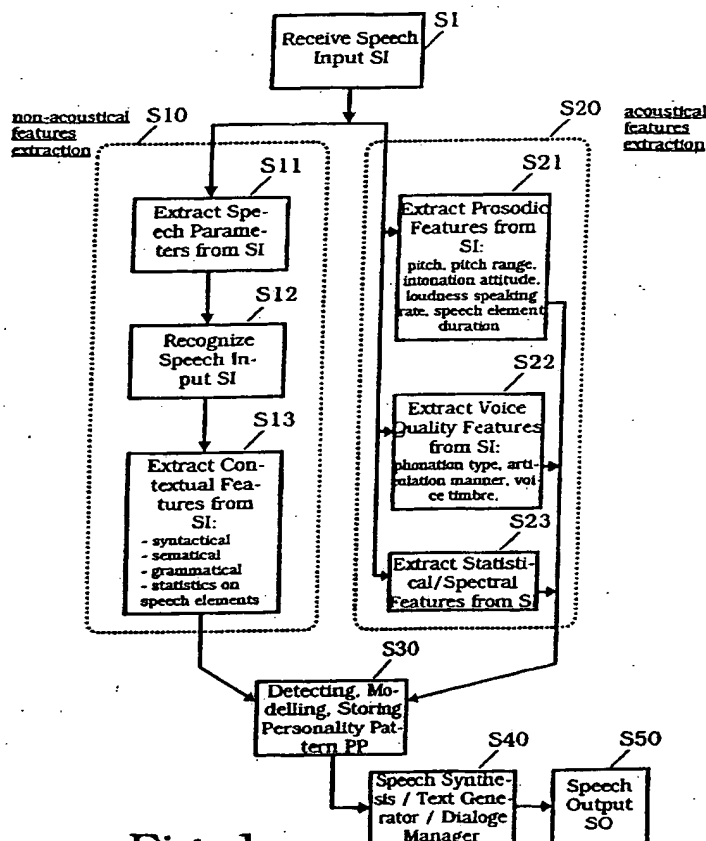 S1
Receive Speech
Input SI
non-acoustical
features
extraction
S10
S20
acoustical
features
extraction
S11
Extract Spe-
ech Parame-
ters from SI
S12
Recognize
Speech In-
put SI
S13
Extract Con-
textual Fea-
tures from
SI:
- syntactical
- sematical
- grammatical
- statistics on
speech elements
S21
Extract Prosodic
Features from
SI:
pitch, pitch range,
intonation attitude,
loudness speaking
rate, speech element
duration
S22
Extract Voice
Quality Features
from SI:
phonation type, arti-
culation manner, voi-
ce timbre,
S23
Extract Statisti-
cal/Spectral
Features from SI
S30
Detecting, Mo-
delling, Storing
Personality Pat-
tern PP
S40
Speech Synthe-
sis / Text Gene-
rator / Dialoge
Manager
S50
Speech
Output
SO